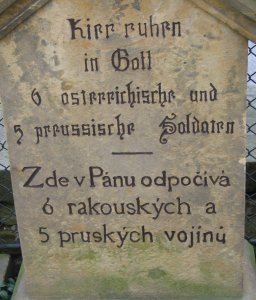 Hier ruhen
in Gott
6 österreichische und
5 preussische Soldaten
Zde v Pánu odpočívá
6 rakouských a
5 pruských vojínů